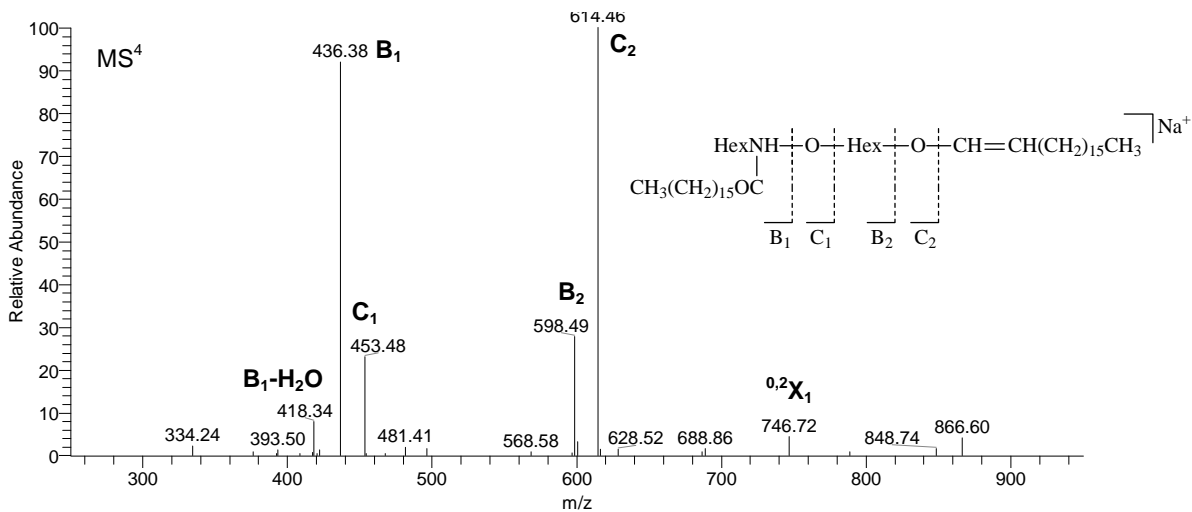 614.46
100
MS⁴
436.38 B₁
C₂
90
80
70
60
50
40
30
20
10
0
Relative Abundance
HexNH—O—Hex—O—CH=CH(CH₂)₁₅CH₃
Na⁺
CH₃(CH₂)₁₅OC
B₁ C₁ B₂ C₂
B₂
598.49
C₁
453.48
B₁-H₂O
418.34
⁰,²X₁
746.72
334.24
393.50
481.41
568.58
628.52
688.86
848.74
866.60
300 400 500 600 700 800 900
m/z